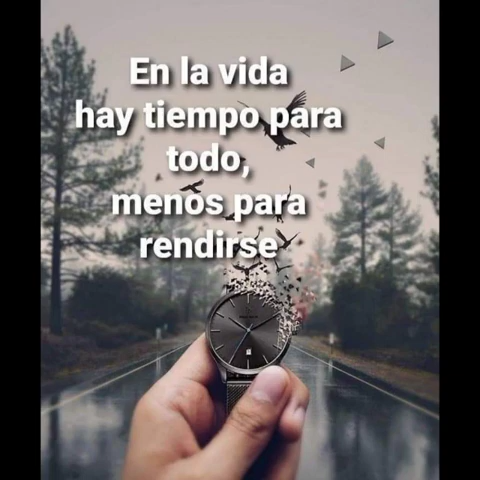 En la vida
hay tiempo para
todo,
menos para
rendirse